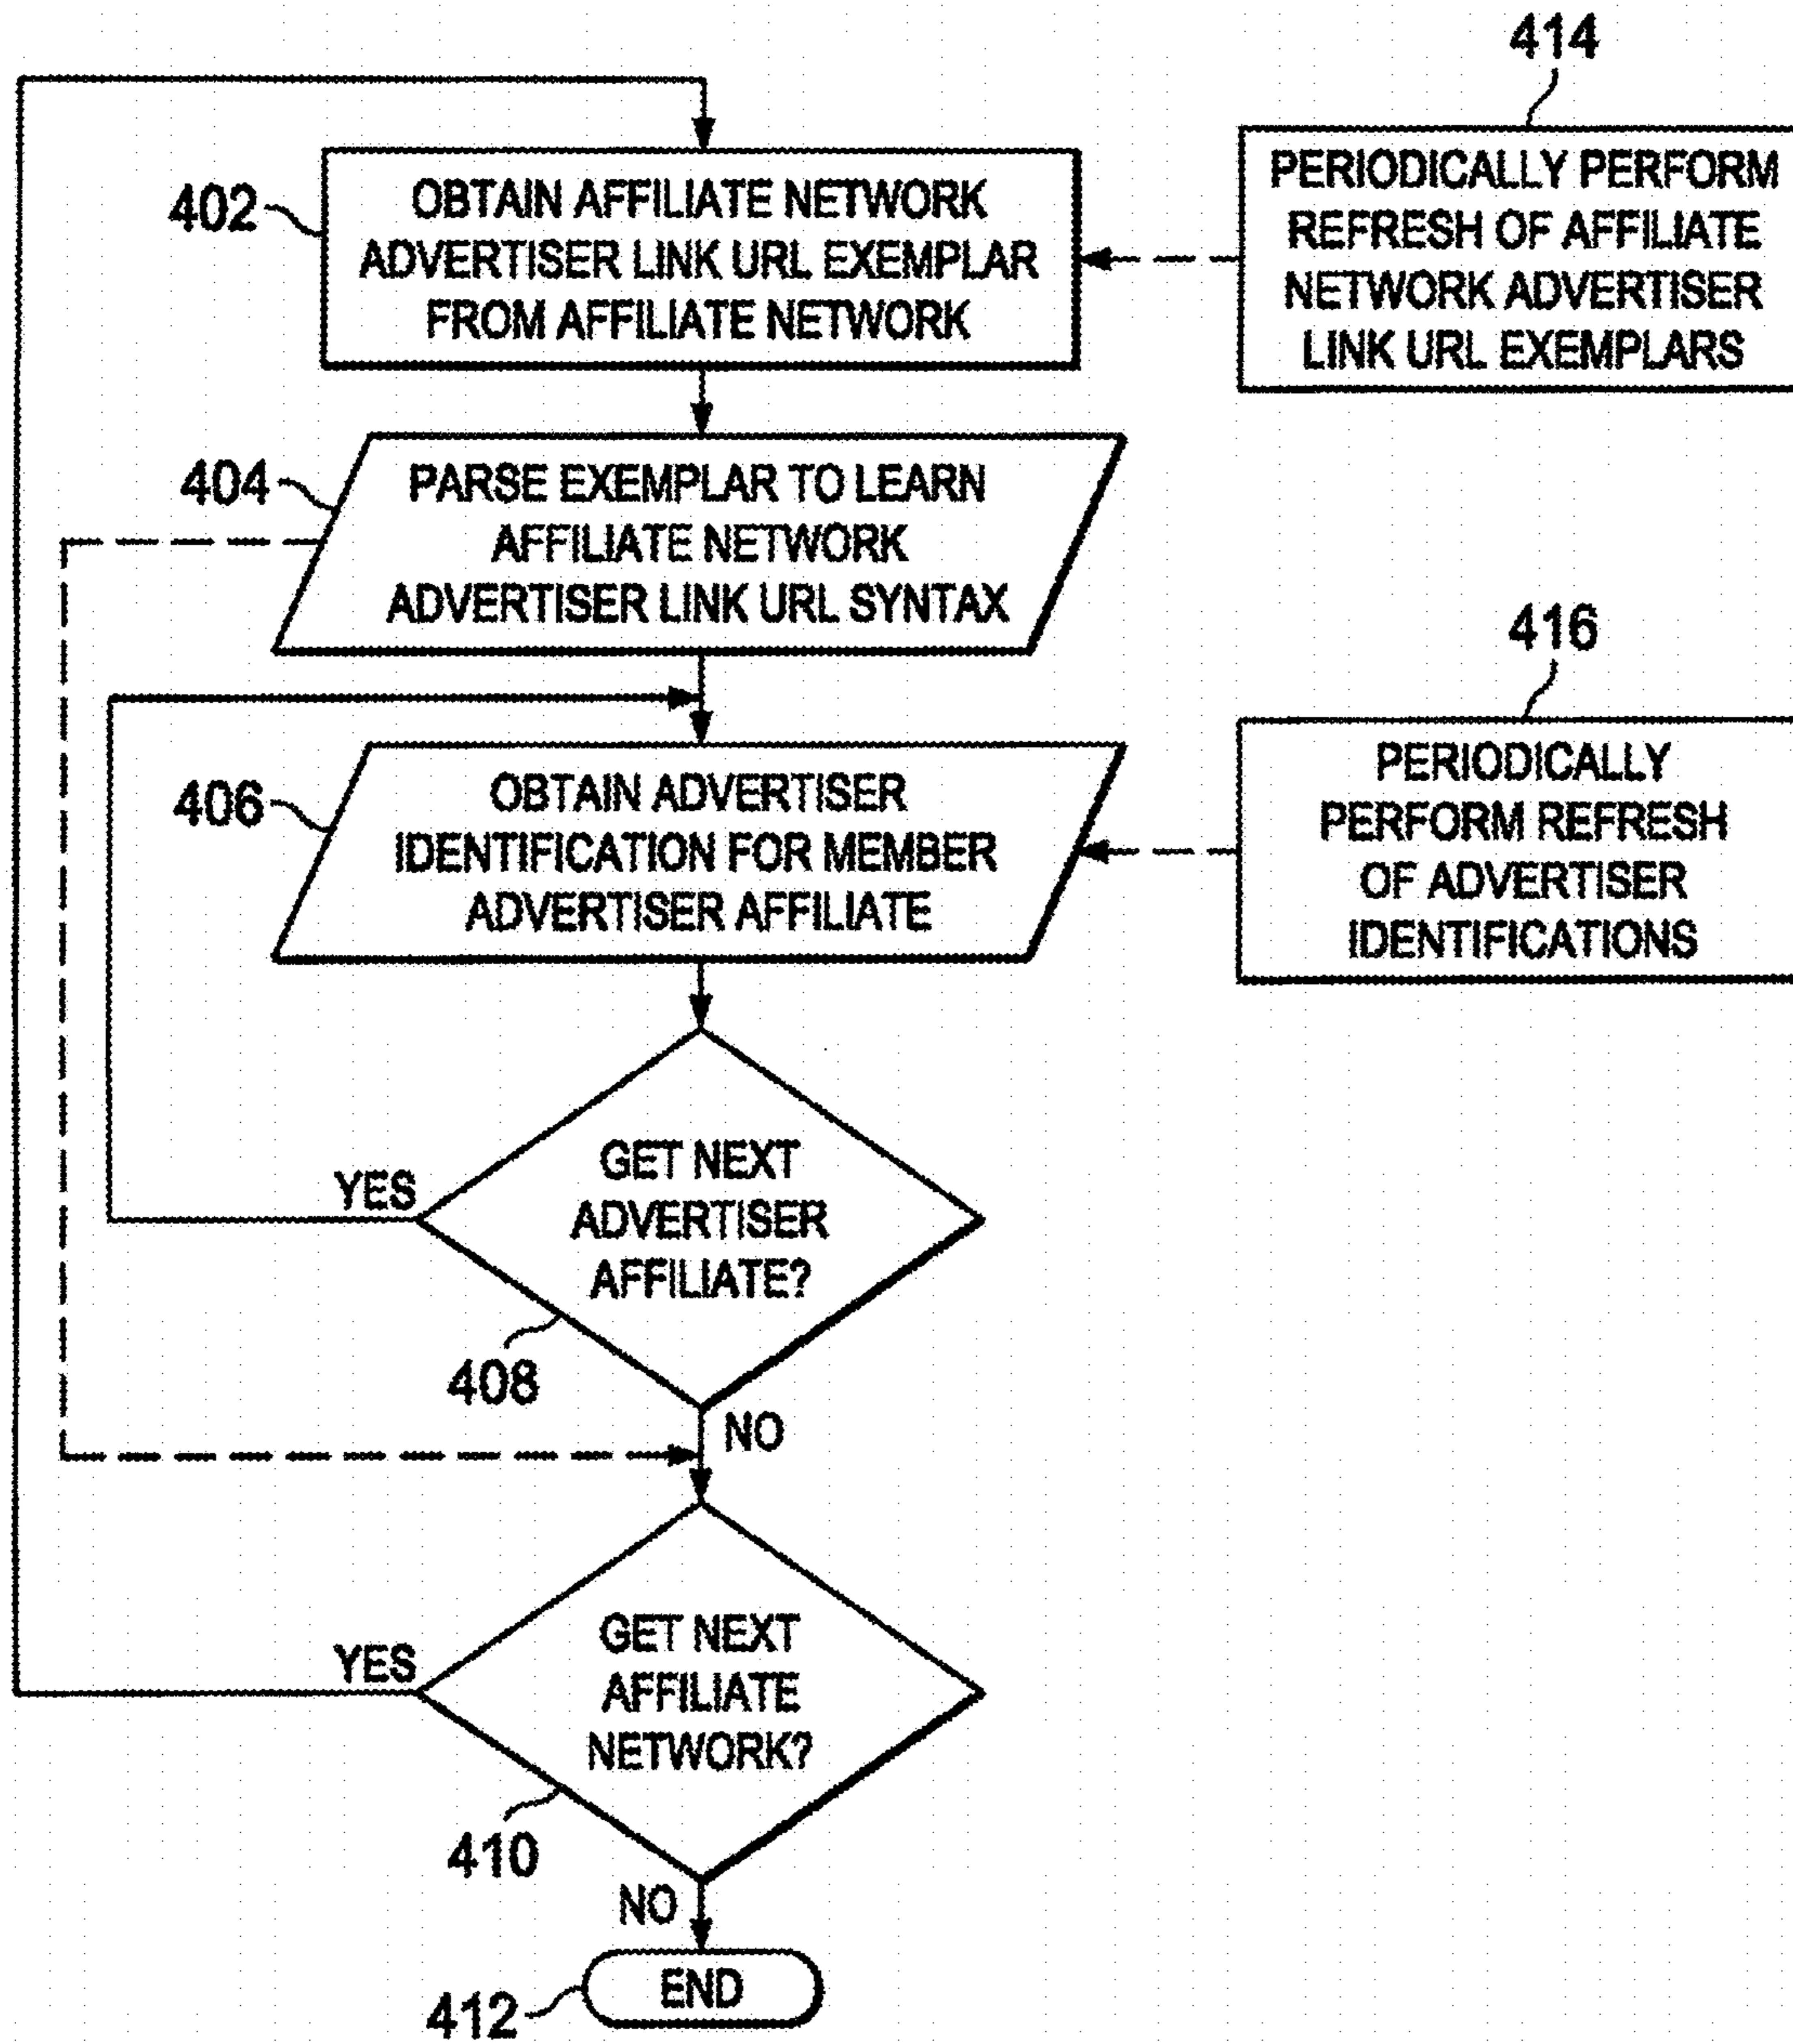 414
402
OBTAIN AFFILIATE NETWORK
ADVERTISER LINK URL EXEMPLAR
FROM AFFILIATE NETWORK
PERIODICALLY PERFORM
REFRESH OF AFFILIATE
NETWORK ADVERTISER
LINK URL EXEMPLARS
404
PARSE EXEMPLAR TO LEARN
AFFILIATE NETWORK
ADVERTISER LINK URL SYNTAX
416
406
OBTAIN ADVERTISER
IDENTIFICATION FOR MEMBER
ADVERTISER AFFILIATE
PERIODICALLY
PERFORM REFRESH
OF ADVERTISER
IDENTIFICATIONS
YES
GET NEXT
ADVERTISER
AFFILIATE?
408
NO
YES
GET NEXT
AFFILIATE
NETWORK?
410
NO
412
END